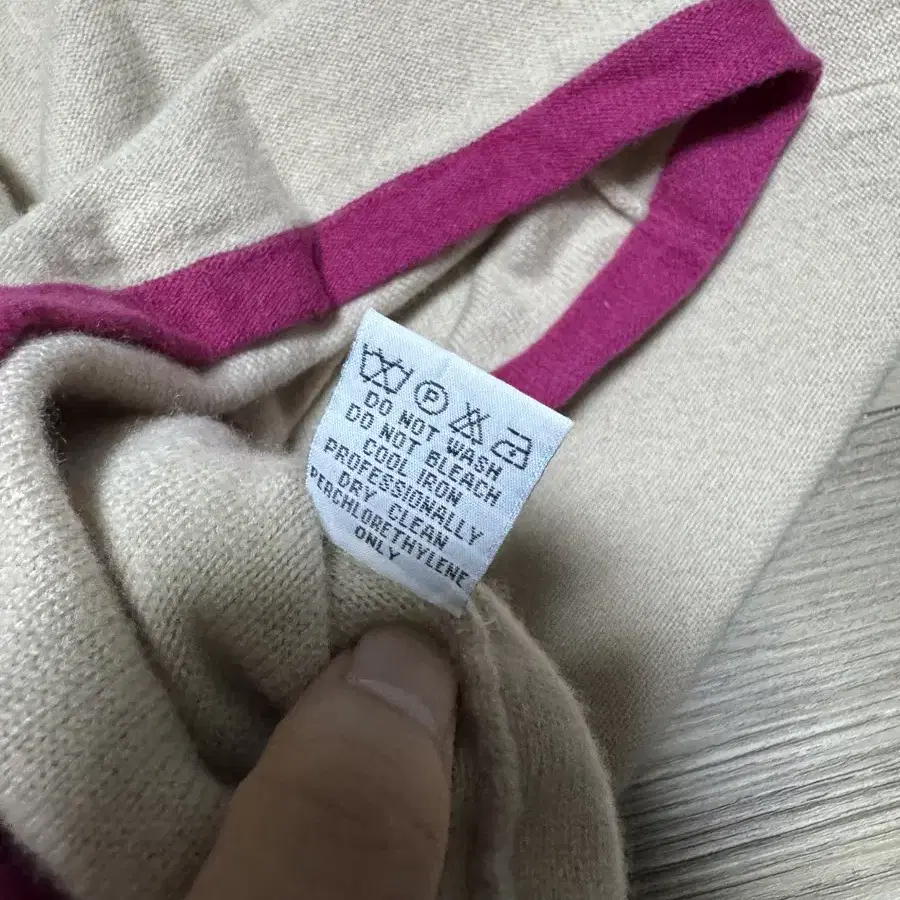 P
DO NOT WASH
DO NOT BLEACH
COOL IRON
PROFESSIONALLY
DRY CLEAN
PERCHLORETHYLENE
ONLY